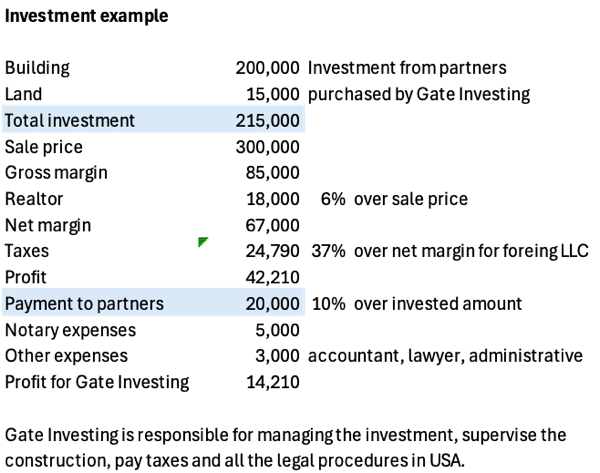 Investment example
Building 200,000 Investment from partners
Land 15,000 purchased by Gate Investing
Total investment 215,000
Sale price 300,000
Gross margin 85,000
Realtor 18,000 6% over sale price
Net margin 67,000
Taxes 24,790 37% over net margin for foreing LLC
Profit 42,210
Payment to partners 20,000 10% over invested amount
Notary expenses 5,000
Other expenses 3,000 accountant, lawyer, administrative
Profit for Gate Investing 14,210
Gate Investing is responsible for managing the investment, supervise the
construction, pay taxes and all the legal procedures in USA.